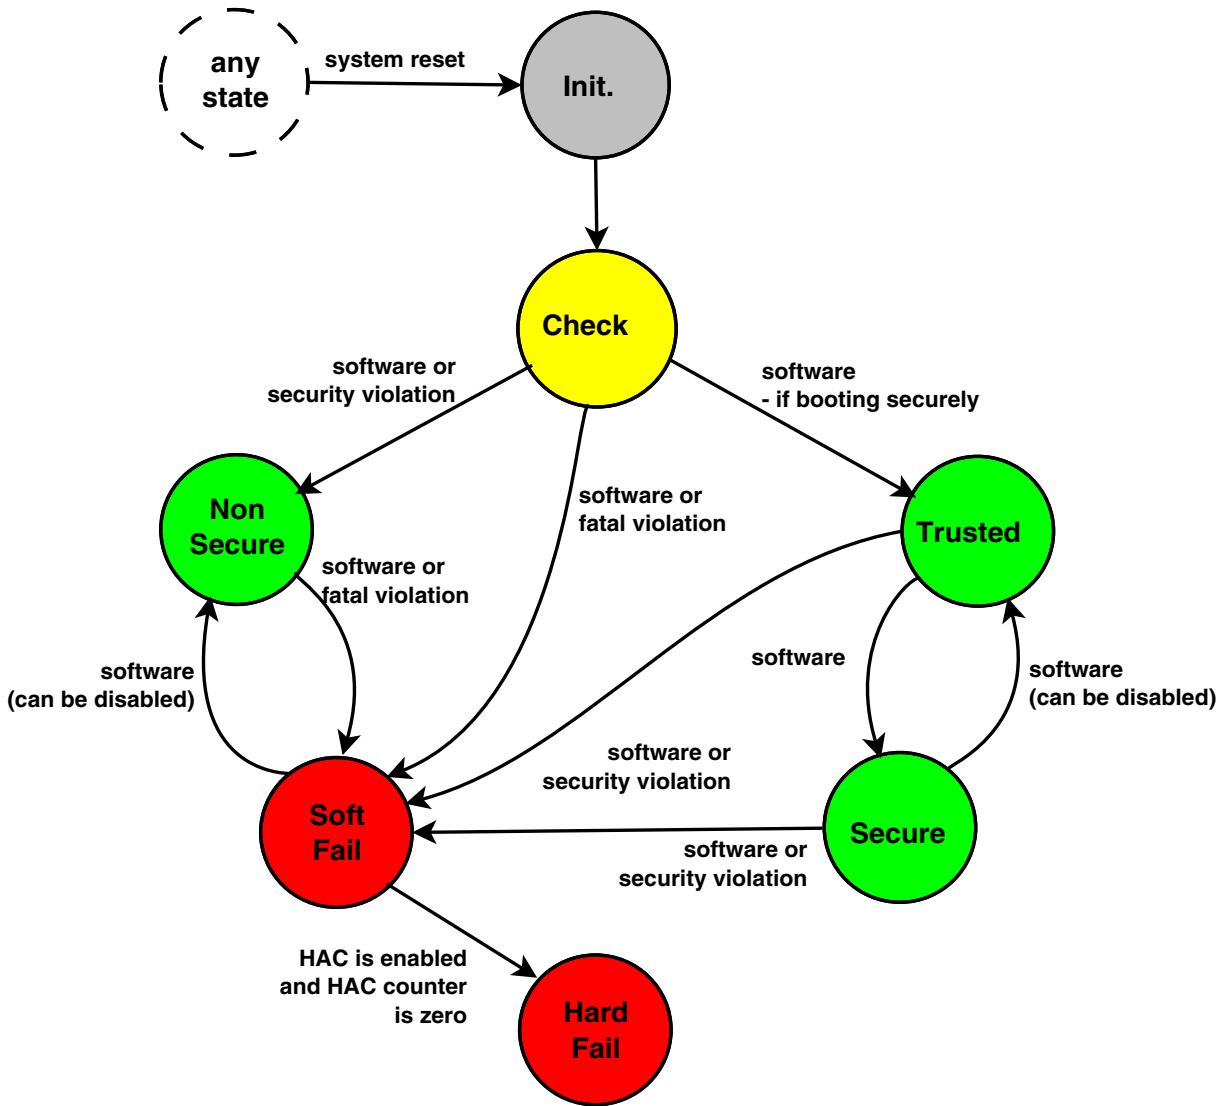 any
state
system reset
Init.
Check
software or
security violation
software
- if booting securely
Non
Secure
software or
fatal violation
Trusted
software or
fatal violation
software
(can be disabled)
software
software
(can be disabled)
software or
security violation
Soft
Fail
Secure
software or
security violation
HAC is enabled
and HAC counter
is zero
Hard
Fail